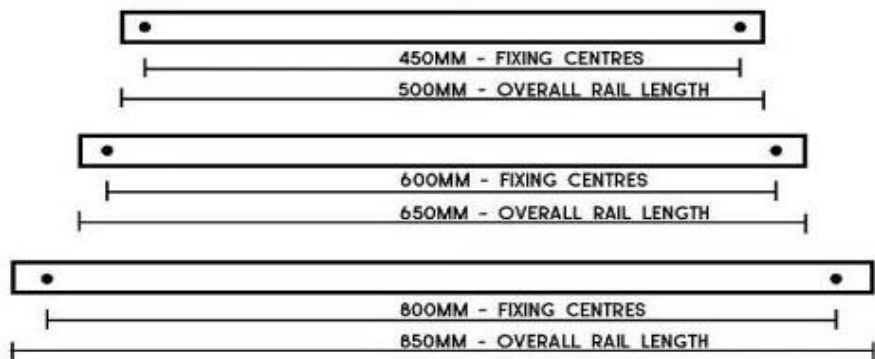 450MM - FIXING CENTRES
500MM - OVERALL RAIL LENGTH
600MM - FIXING CENTRES
650MM - OVERALL RAIL LENGTH
800MM - FIXING CENTRES
850MM - OVERALL RAIL LENGTH